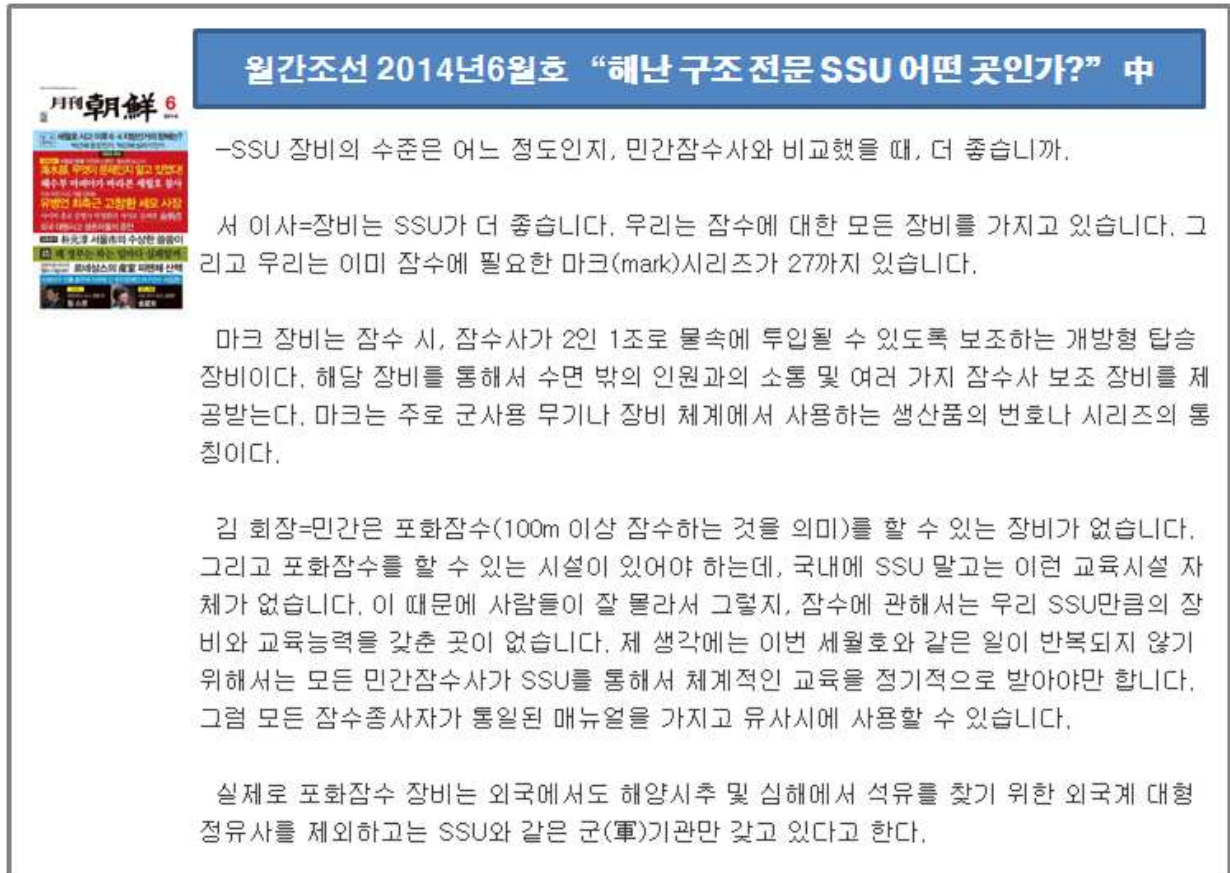 월간조선 2014년6월호 “해난 구조 전문 SSU 어떤 곳인가?” 中
月刊朝鮮 6
-SSU 장비의 수준은 어느 정도인지, 민간잠수사와 비교했을 때, 더 좋습니까.
서 이사=장비는 SSU가 더 좋습니다. 우리는 잠수에 대한 모든 장비를 가지고 있습니다. 그
리고 우리는 이미 잠수에 필요한 마크(mark)시리즈가 27까지 있습니다.
마크 장비는 잠수 시, 잠수사가 2인 1조로 물속에 투입될 수 있도록 보조하는 개방형 탑승
장비이다. 해당 장비를 통해서 수면 밖의 인원과의 소통 및 여러 가지 잠수사 보조 장비를 제
공받는다. 마크는 주로 군사용 무기나 장비 체계에서 사용하는 생산품의 번호나 시리즈의 통
칭이다.
김 회장=민간은 포화잠수(100m 이상 잠수하는 것을 의미)를 할 수 있는 장비가 없습니다.
그리고 포화잠수를 할 수 있는 시설이 있어야 하는데, 국내에 SSU 말고는 이런 교육시설 자
체가 없습니다. 이 때문에 사람들이 잘 몰라서 그렇지, 잠수에 관해서는 우리 SSU만큼의 장
비와 교육능력을 갖춘 곳이 없습니다. 제 생각에는 이번 세월호와 같은 일이 반복되지 않기
위해서는 모든 민간잠수사가 SSU를 통해서 체계적인 교육을 정기적으로 받아야만 합니다.
그럼 모든 잠수종사자가 통일된 매뉴얼을 가지고 유사시에 사용할 수 있습니다.
실제로 포화잠수 장비는 외국에서도 해양시추 및 심해에서 석유를 찾기 위한 외국계 대형
정유사를 제외하고는 SSU와 같은 군(軍)기관만 갖고 있다고 한다.